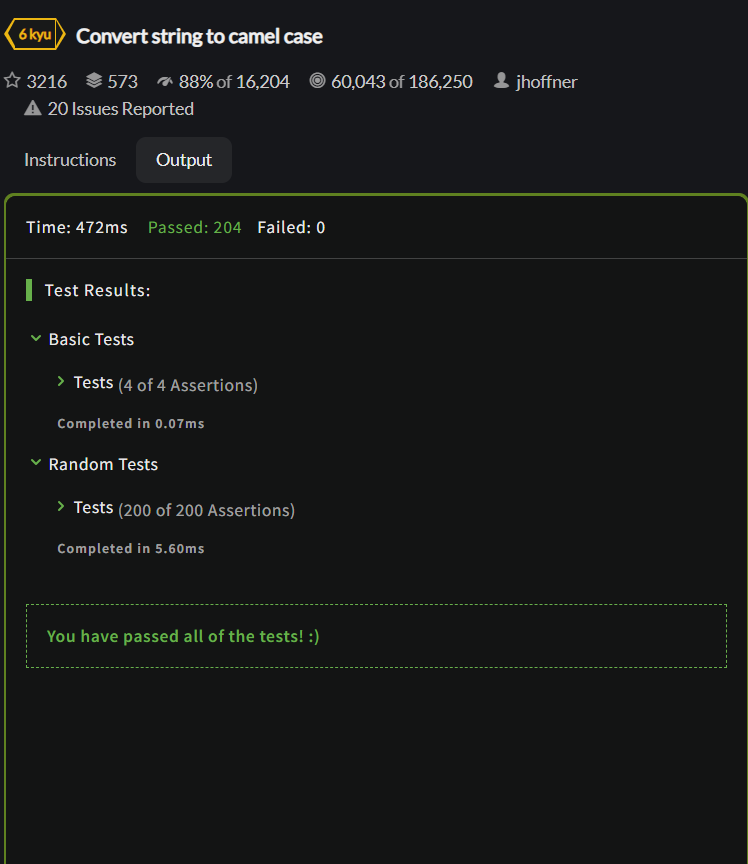 6 kyu Convert string to camel case
3216 573 88% of 16,204 60,043 of 186,250 jhoffner
20 Issues Reported
Instructions Output
Time: 472ms Passed: 204 Failed: 0
Test Results:
Basic Tests
Tests (4 of 4 Assertions)
Completed in 0.07ms
Random Tests
Tests (200 of 200 Assertions)
Completed in 5.60ms
You have passed all of the tests! :)